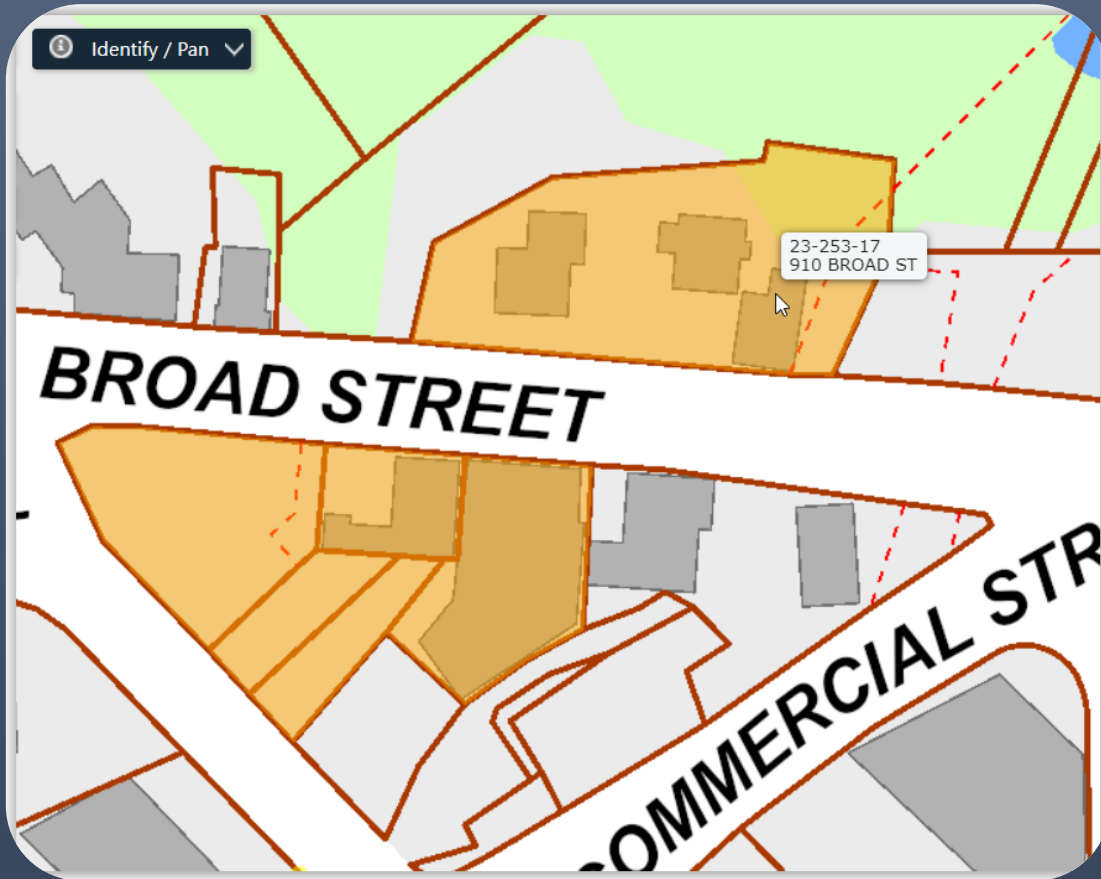 Identify / Pan
23-253-17
910 BROAD ST
BROAD STREET
COMMERCIAL STR